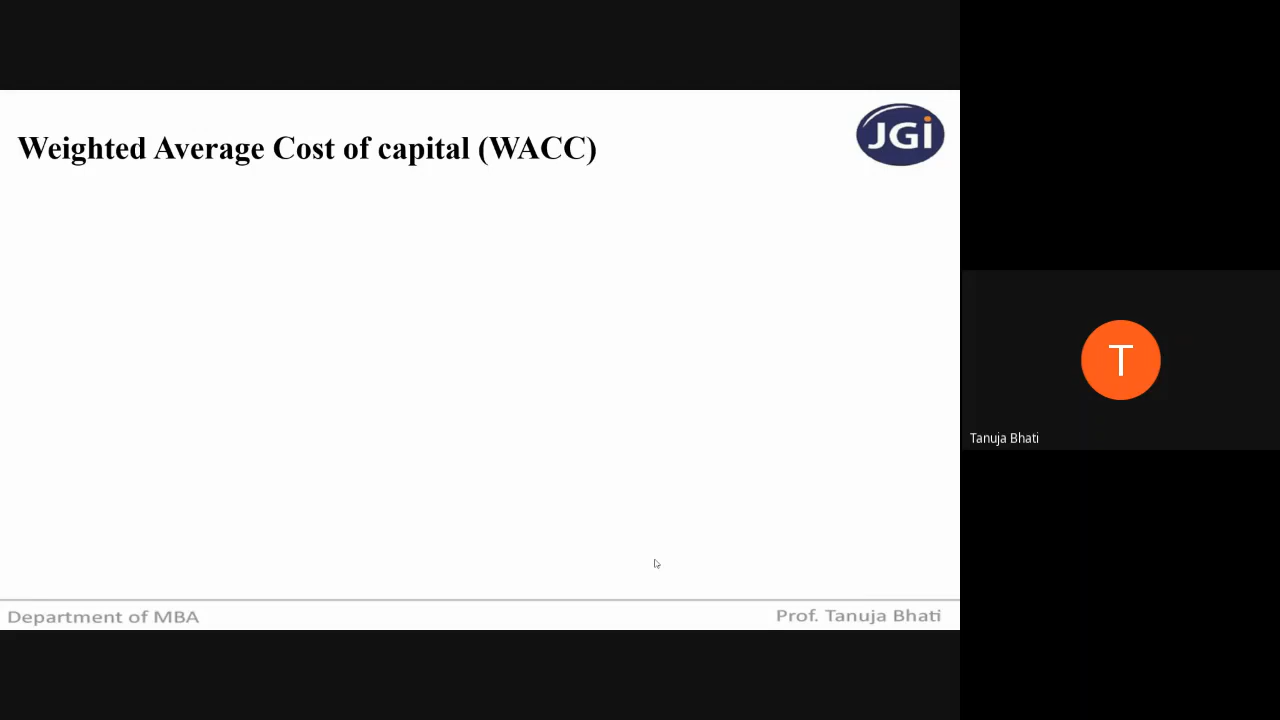 Weighted Average Cost of capital (WACC)
JGi
T
Tanuja Bhati
Department of MBA
Prof. Tanuja Bhati